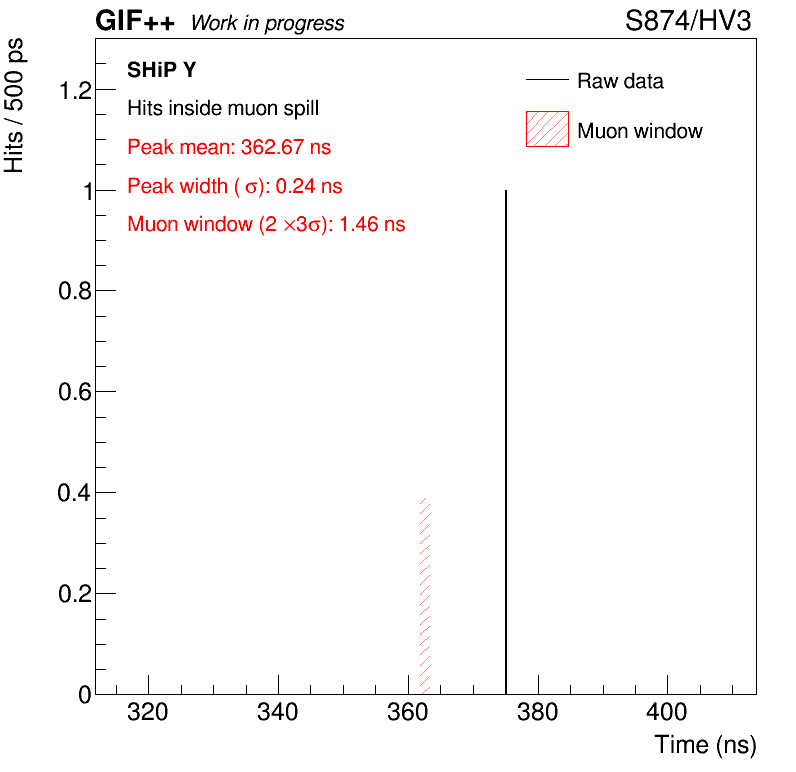 GIF++ Work in progress S874/HV3
Hits / 500 ps
SHiP Y
Hits inside muon spill
Peak mean: 362.67 ns
Peak width ( σ): 0.24 ns
Muon window (2 ×3σ): 1.46 ns
Raw data
Muon window
1.2
1
0.8
0.6
0.4
0.2
0
320 340 360 380 400
Time (ns)